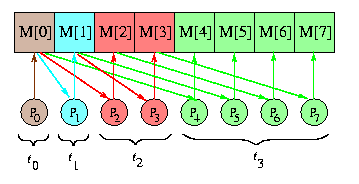 M[0] M[1] M[2] M[3] M[4] M[5] M[6] M[7]
P0 P1 P2 P3 P4 P5 P6 P7
t0 t1 t2 t3